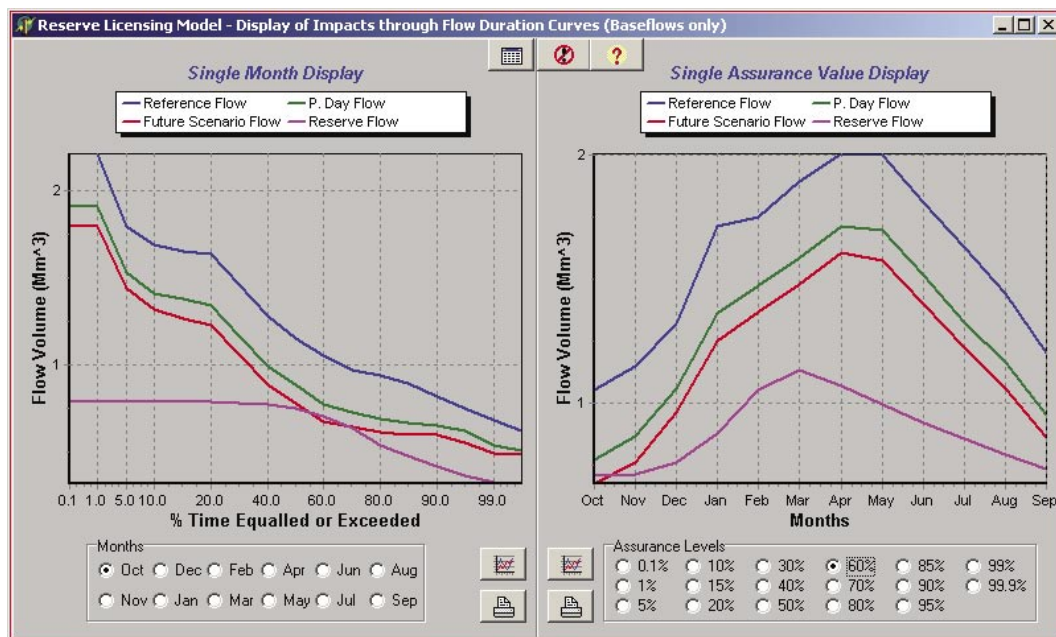 Reserve Licensing Model - Display of Impacts through Flow Duration Curves (Baseflows only)
?
Single Month Display
Reference Flow P. Day Flow
Future Scenario Flow Reserve Flow
Flow Volume (Mm^3)
2
1
0.1 1.0 5.0 10.0 20.0 40.0 60.0 80.0 90.0 99.0
% Time Equalled or Exceeded
Months
Oct Dec Feb Apr Jun Aug
Nov Jan Mar May Jul Sep
Single Assurance Value Display
Reference Flow P. Day Flow
Future Scenario Flow Reserve Flow
Flow Volume (Mm^3)
2
1
Oct Nov Dec Jan Feb Mar Apr May Jun Jul Aug Sep
Months
Assurance Levels
0.1% 10% 30% 60% 85% 99%
1% 15% 40% 70% 90% 99.9%
5% 20% 50% 80% 95%